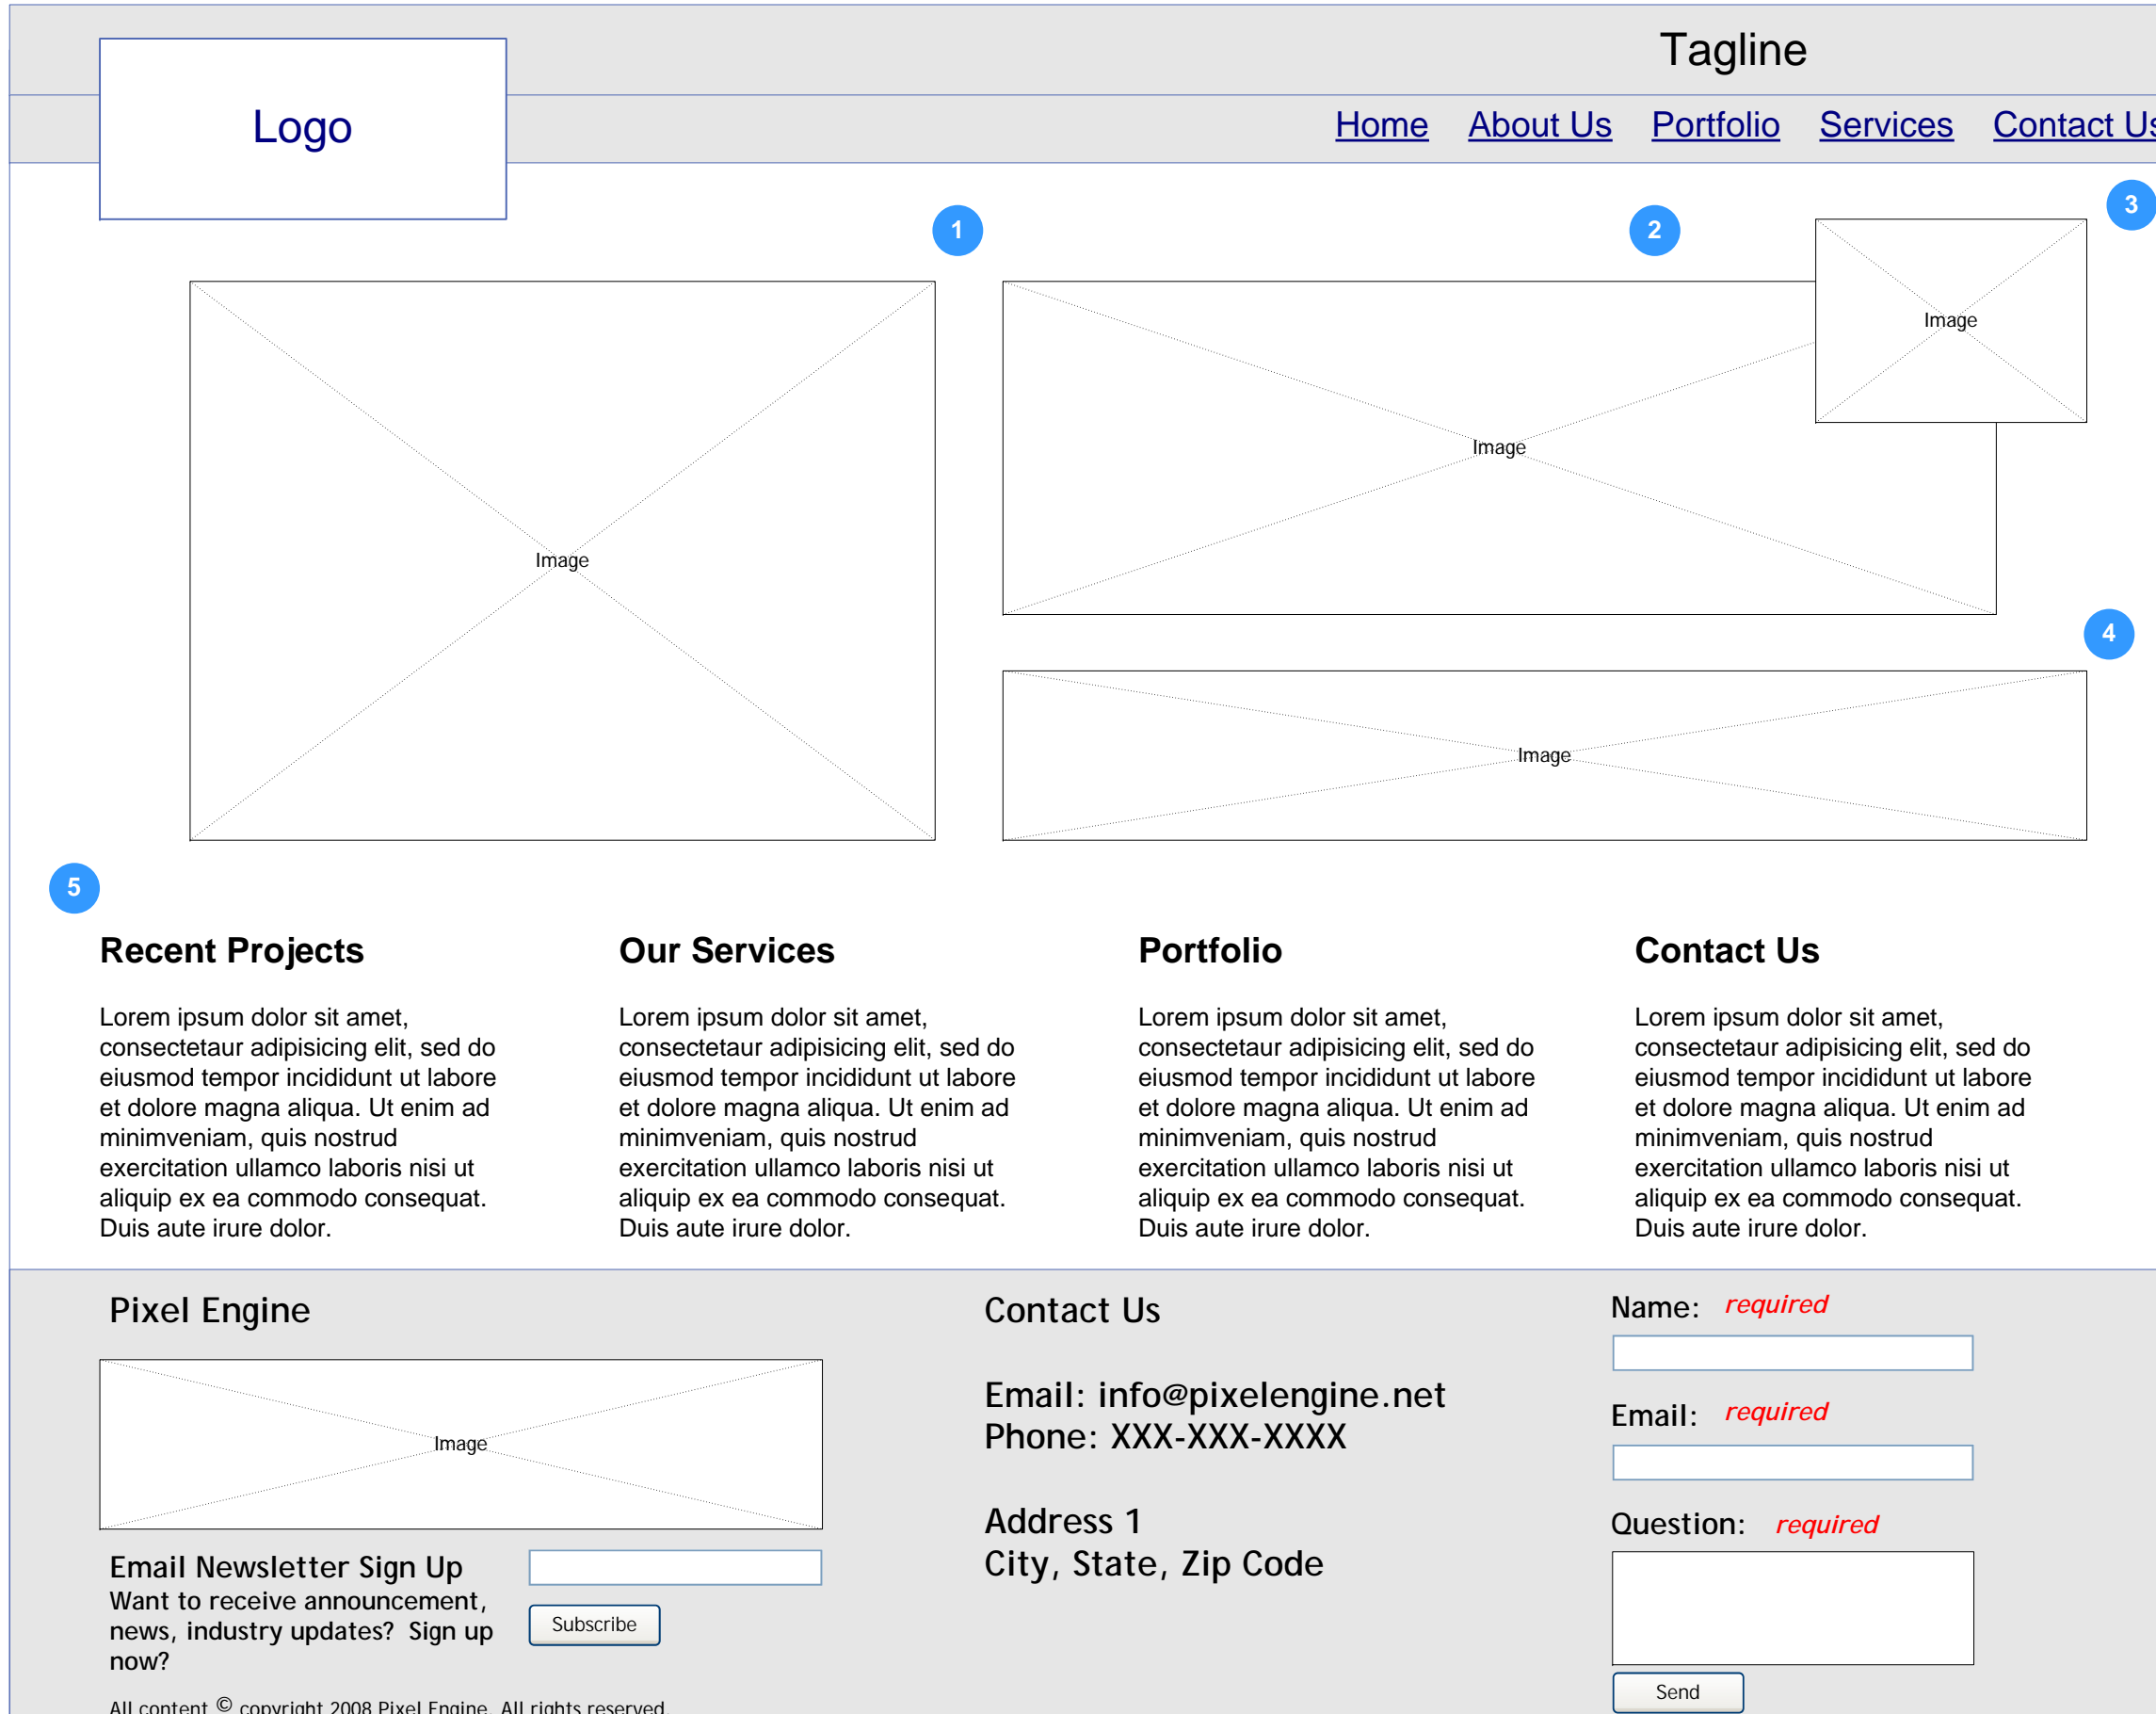 Tagline
Logo
Home About Us Portfolio Services Contact Us
1
2
3
Image
Image
Image
4
Image
5
Recent Projects
Lorem ipsum dolor sit amet,
consectetaur adipisicing elit, sed do
eiusmod tempor incididunt ut labore
et dolore magna aliqua. Ut enim ad
minimveniam, quis nostrud
exercitation ullamco laboris nisi ut
aliquip ex ea commodo consequat.
Duis aute irure dolor.
Our Services
Lorem ipsum dolor sit amet,
consectetaur adipisicing elit, sed do
eiusmod tempor incididunt ut labore
et dolore magna aliqua. Ut enim ad
minimveniam, quis nostrud
exercitation ullamco laboris nisi ut
aliquip ex ea commodo consequat.
Duis aute irure dolor.
Portfolio
Lorem ipsum dolor sit amet,
consectetaur adipisicing elit, sed do
eiusmod tempor incididunt ut labore
et dolore magna aliqua. Ut enim ad
minimveniam, quis nostrud
exercitation ullamco laboris nisi ut
aliquip ex ea commodo consequat.
Duis aute irure dolor.
Contact Us
Lorem ipsum dolor sit amet,
consectetaur adipisicing elit, sed do
eiusmod tempor incididunt ut labore
et dolore magna aliqua. Ut enim ad
minimveniam, quis nostrud
exercitation ullamco laboris nisi ut
aliquip ex ea commodo consequat.
Duis aute irure dolor.
Pixel Engine
Image
Email Newsletter Sign Up
Want to receive announcement,
news, industry updates? Sign up
now?
Subscribe
All content © copyright 2008 Pixel Engine. All rights reserved.
Contact Us
Email: info@pixelengine.net
Phone: XXX-XXX-XXXX
Address 1
City, State, Zip Code
Name: required
Email: required
Question: required
Send